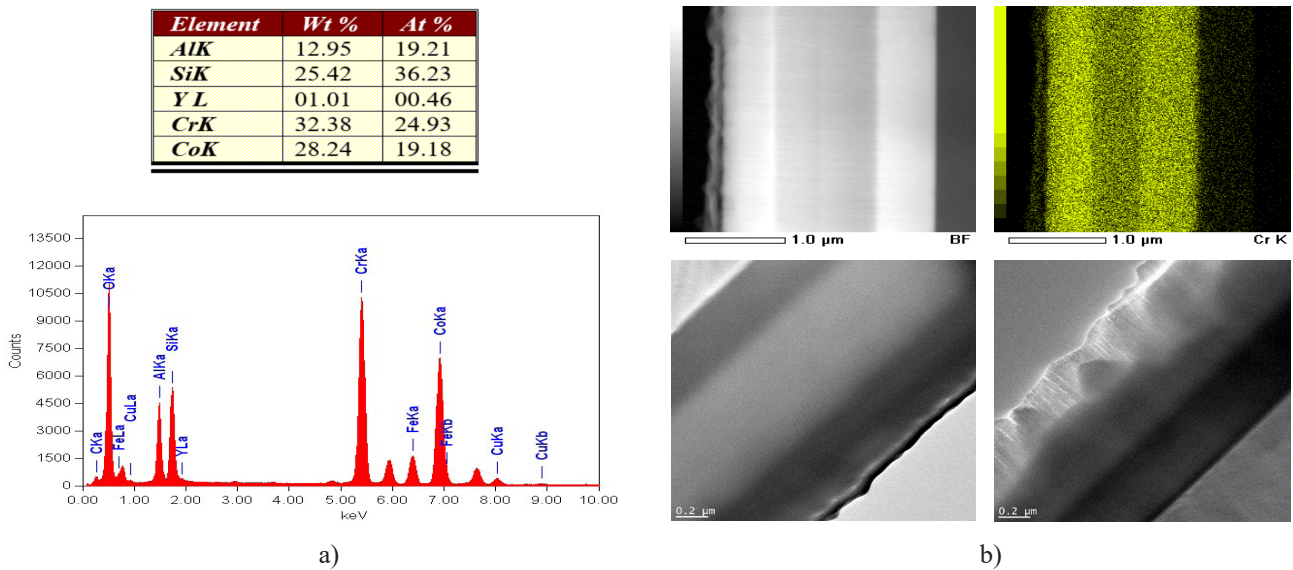 Element Wt % At %
AlK 12.95 19.21
SiK 25.42 36.23
Y L 01.01 00.46
CrK 32.38 24.93
CoK 28.24 19.18
13500
12000
10500
9000
7500
6000
4500
3000
1500
0
Counts
CKa
OKa
FeLa
CuLa
AlKa
SiKa
YLa
CrKa
FeKa
CoKa
FeKb
CuKa
CuKb
0.00 1.00 2.00 3.00 4.00 5.00 6.00 7.00 8.00 9.00 10.00
keV
a)
1.0 µm BF
1.0 µm Cr K
0.2 µm
0.2 µm
b)